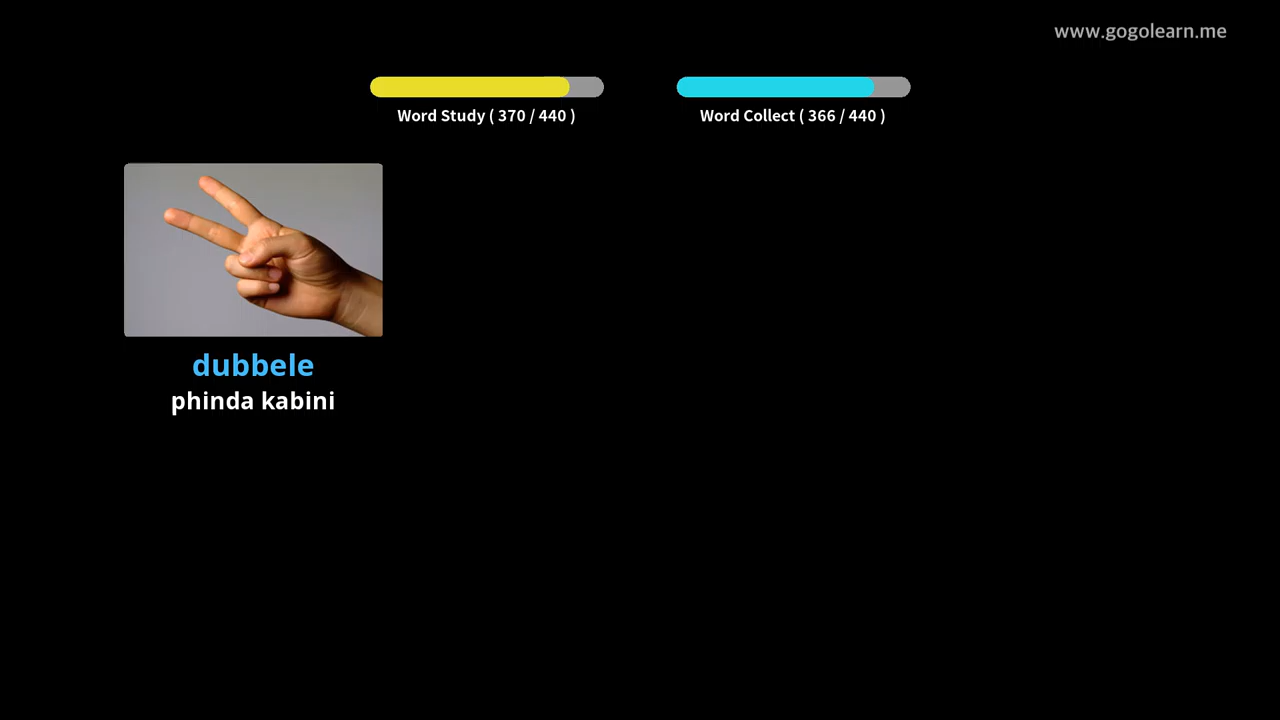 www.gogolearn.me
Word Study ( 370 / 440 )
Word Collect ( 366 / 440 )
dubbele
phinda kabini